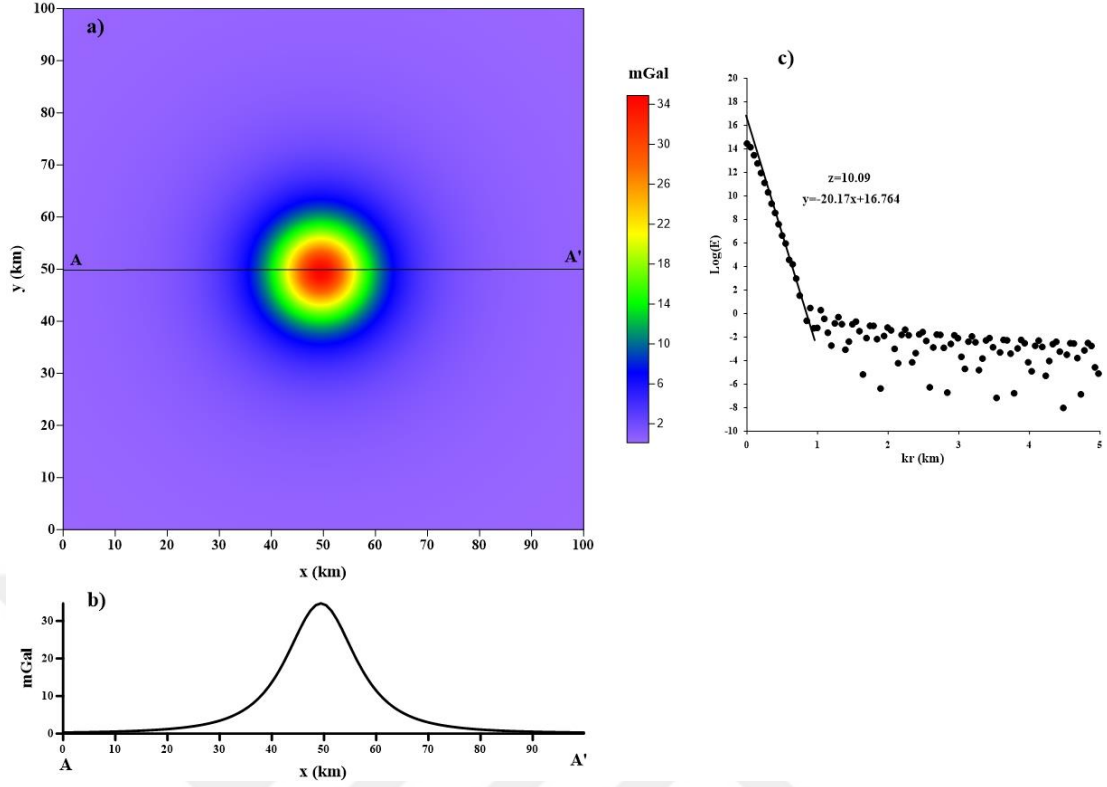 a)
100
90
80
70
60
50
40
30
20
10
0
y (km)
A
A'
0 10 20 30 40 50 60 70 80 90 100
x (km)
mGal
34
30
26
22
18
14
10
6
2
b)
30
20
10
0
mGal
0 10 20 30 40 50 60 70 80 90
A
A'
x (km)
c)
20
18
16
14
12
10
8
6
4
2
0
-2
-4
-6
-8
-10
Log(E)
z=10.09
y=-20.17x+16.764
0 1 2 3 4 5
kr (km)